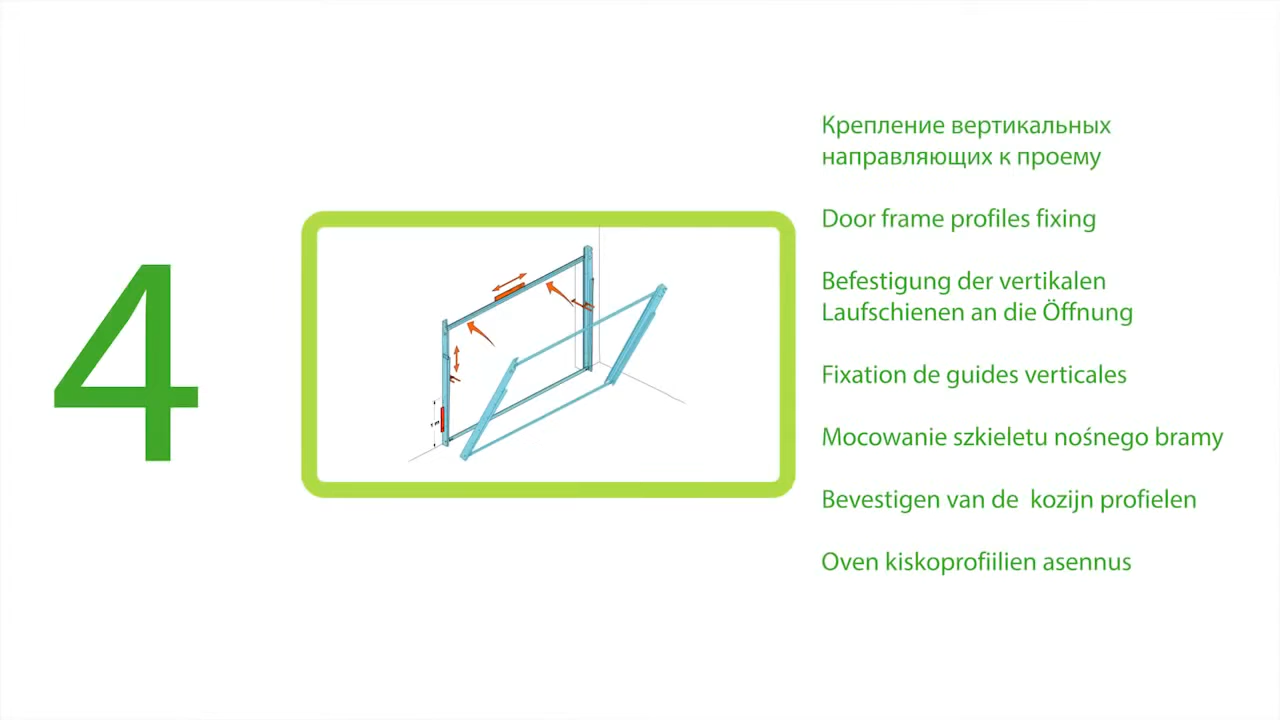 4
Крепление вертикальных
направляющих к проему
Door frame profiles fixing
Befestigung der vertikalen
Laufschienen an die Öffnung
Fixation de guides verticales
Mocowanie szkieletu nośnego bramy
Bevestigen van de kozijn profielen
Oven kiskoprofiilien asennus